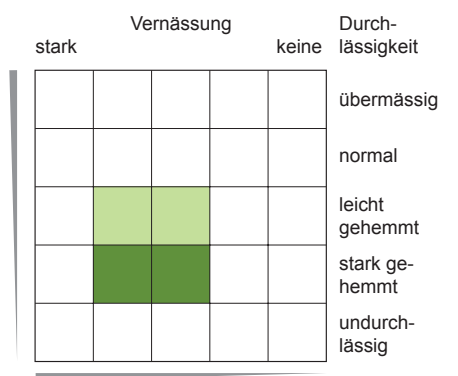 Vernässung
Durch-
stark
keine
lässigkeit
übermässig
normal
leicht
gehemmt
stark ge-
hemmt
undurch-
lässig